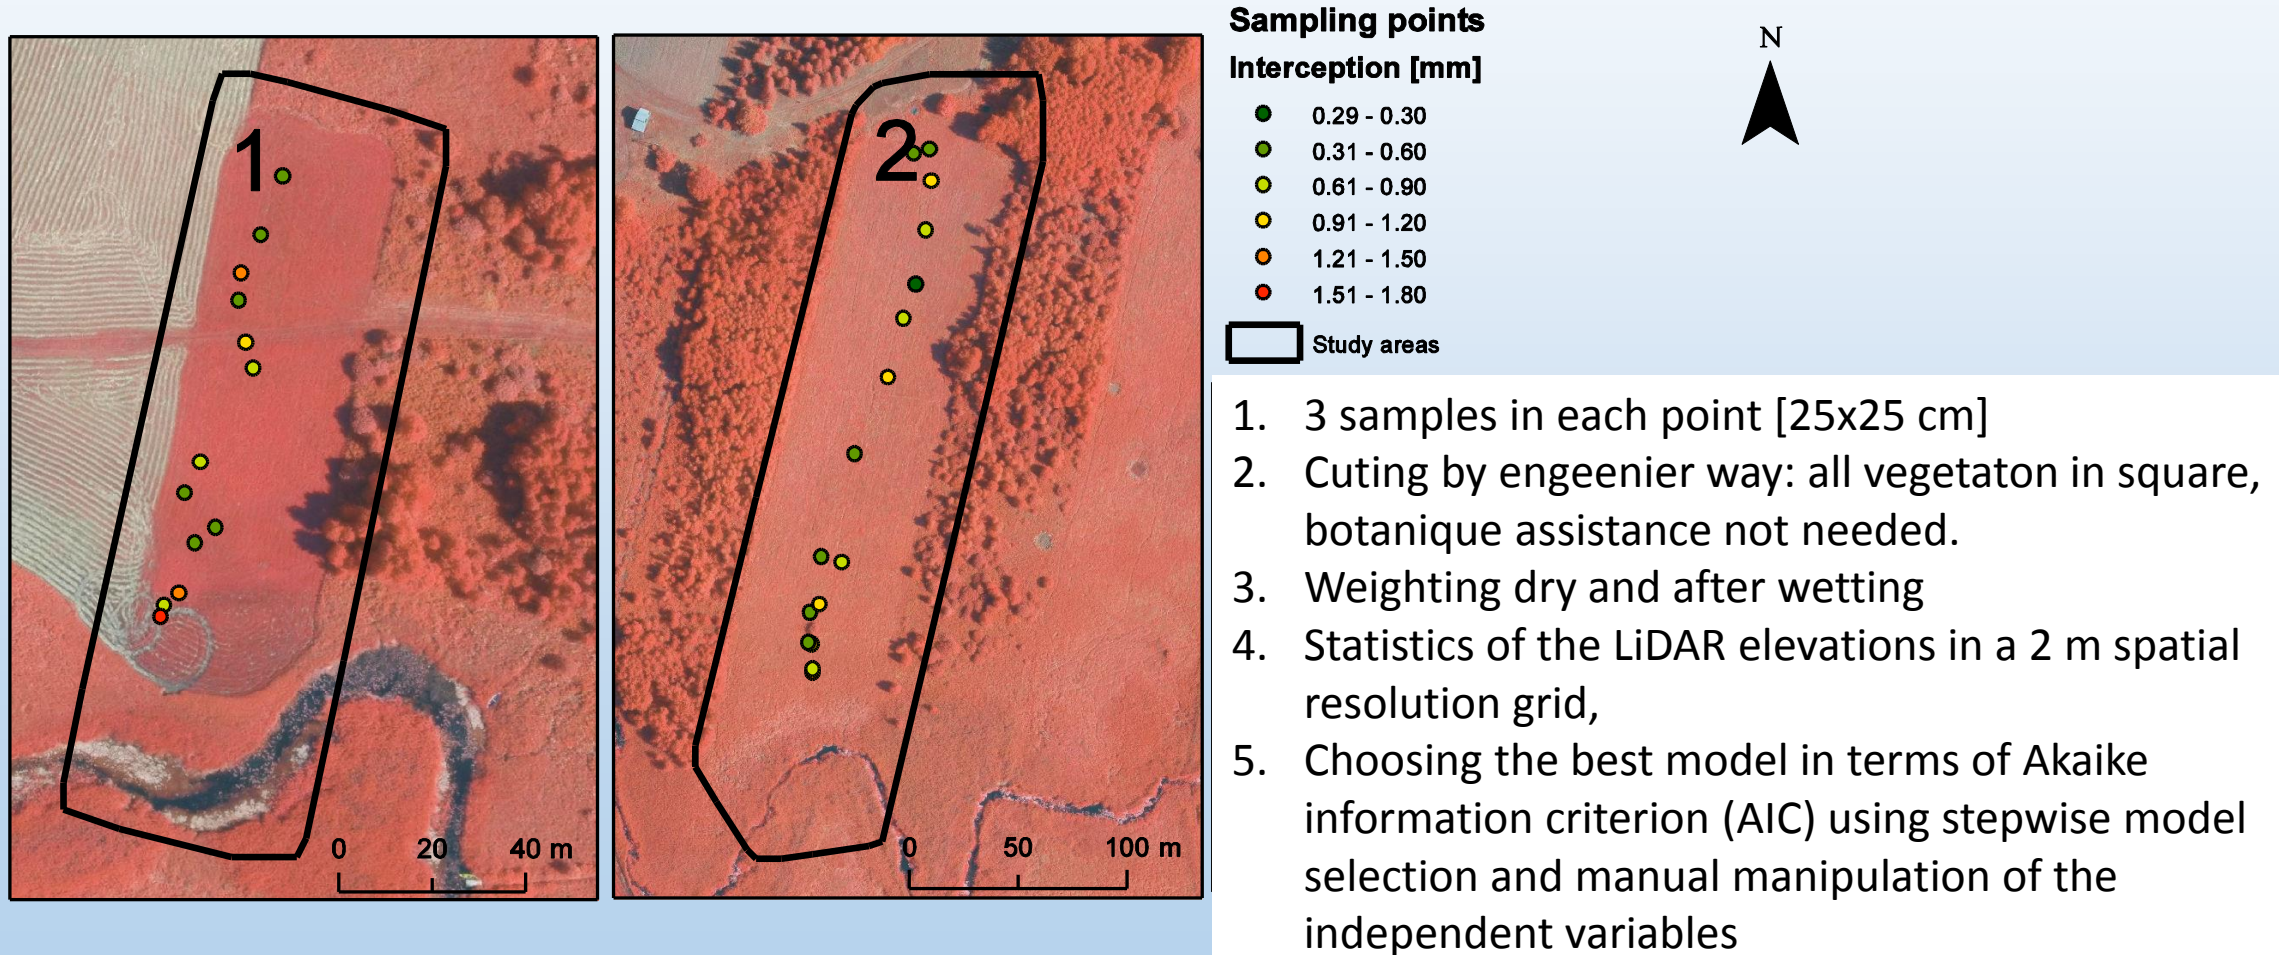 1
0 20 40 m
2
0 50 100 m
Sampling points
Interception [mm]
0.29 - 0.30
0.31 - 0.60
0.61 - 0.90
0.91 - 1.20
1.21 - 1.50
1.51 - 1.80
Study areas
N
1. 3 samples in each point [25x25 cm]
2. Cuting by engeenier way: all vegetaton in square,
botanique assistance not needed.
3. Weighting dry and after wetting
4. Statistics of the LiDAR elevations in a 2 m spatial
resolution grid,
5. Choosing the best model in terms of Akaike
information criterion (AIC) using stepwise model
selection and manual manipulation of the
independent variables